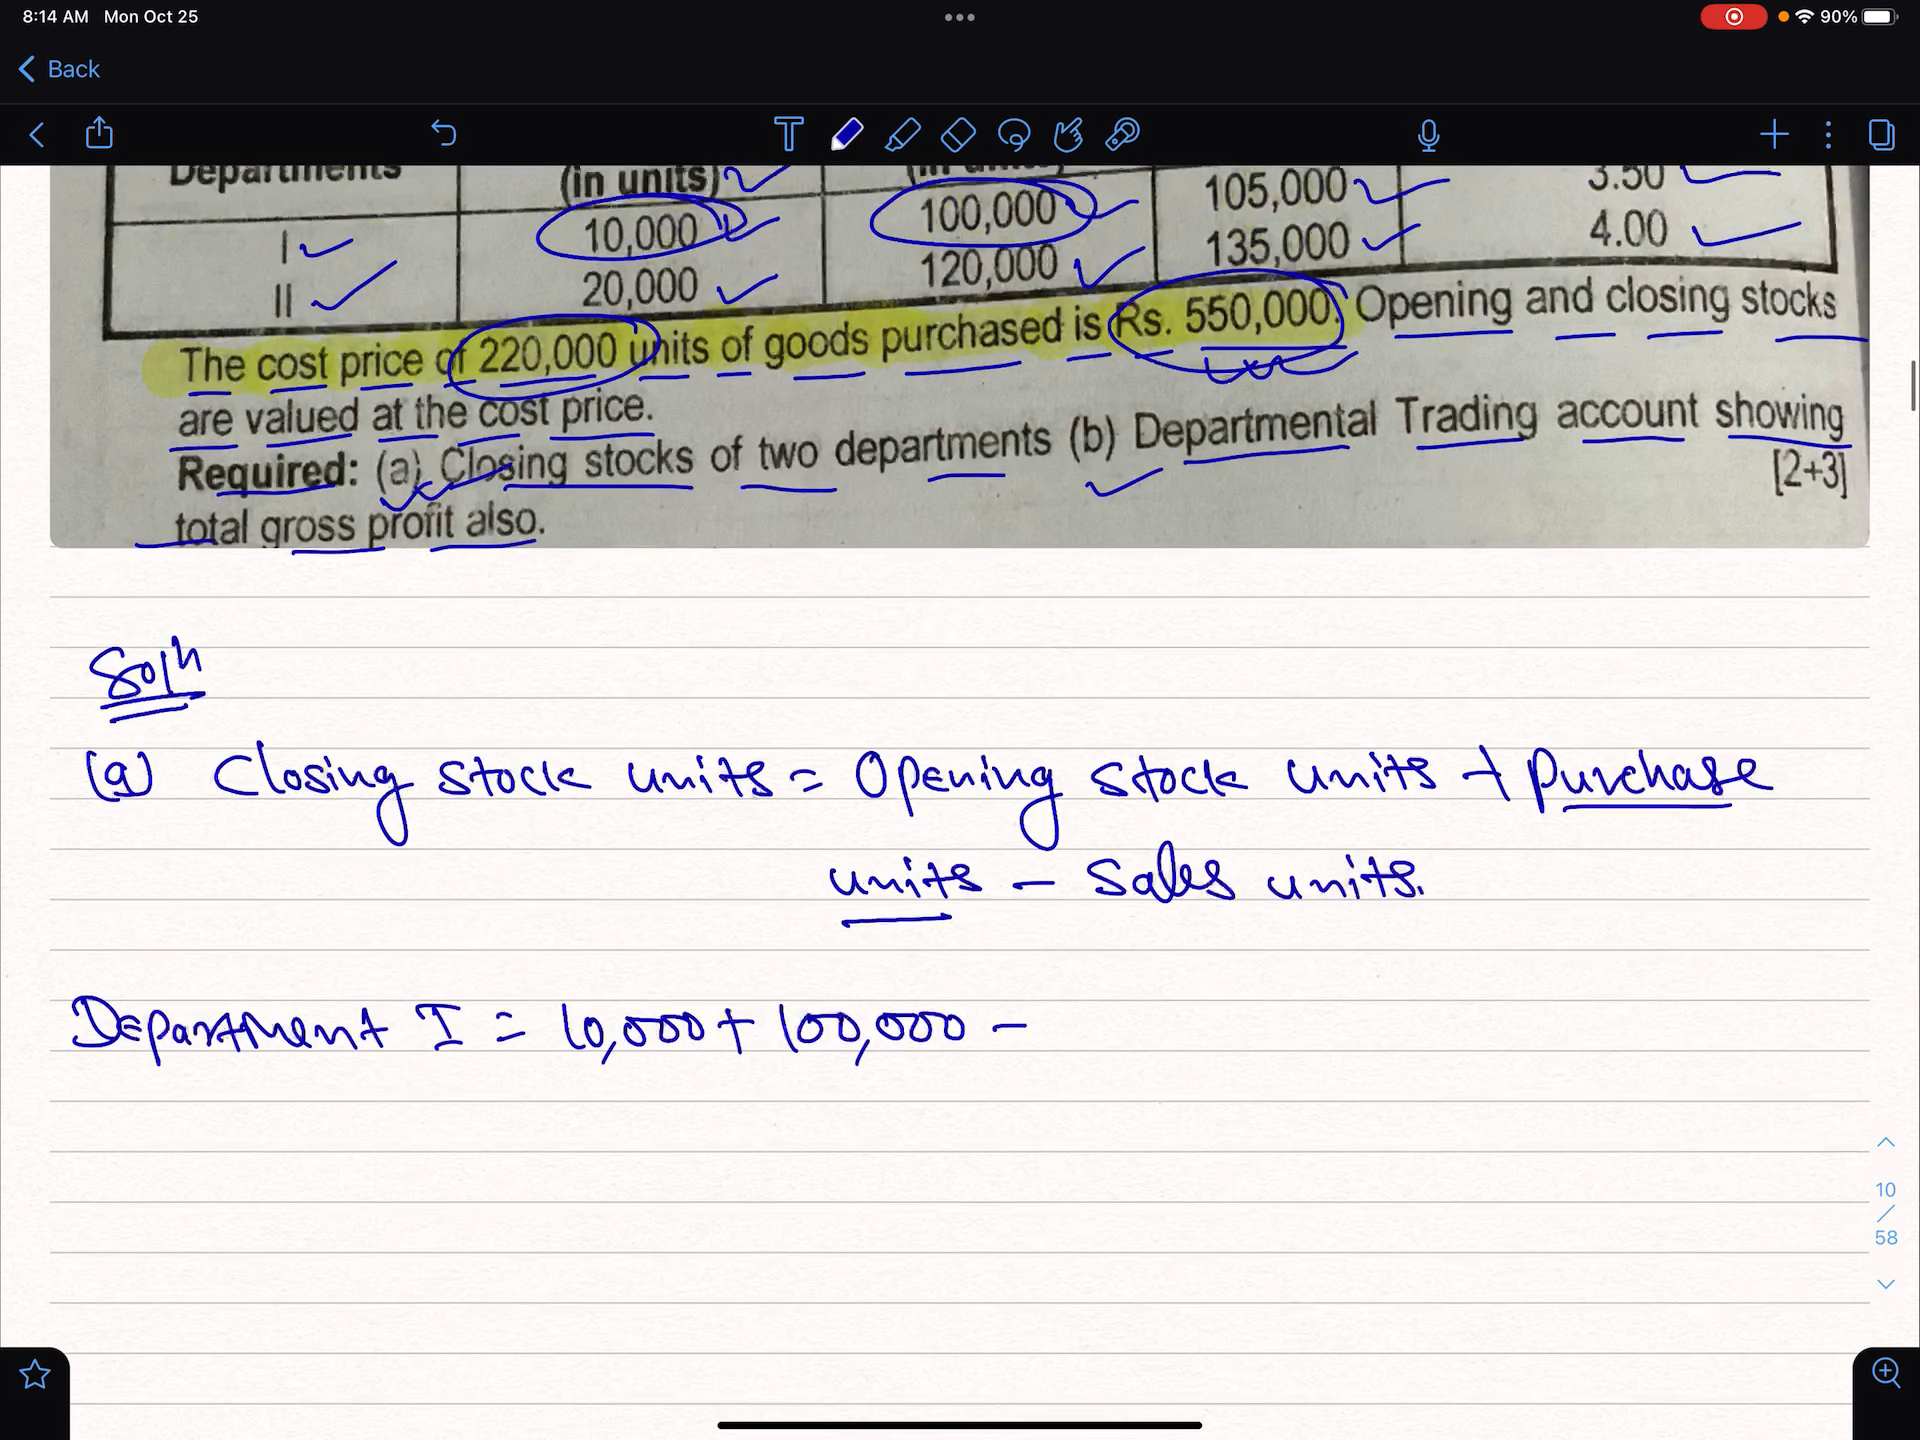 8:14 AM Mon Oct 25
90%
Back
Departments (in units) 3.50
I 10,000 100,000 105,000
II 20,000 120,000 135,000 4.00
The cost price of 220,000 units of goods purchased is Rs. 550,000. Opening and closing stocks
are valued at the cost price.
Required: (a) Closing stocks of two departments (b) Departmental Trading account showing
total gross profit also. [2+3]
Soln
(a) Closing stock units = Opening stock units + Purchase
units - Sales units.
Department I = 10,000 + 100,000 -
10
58